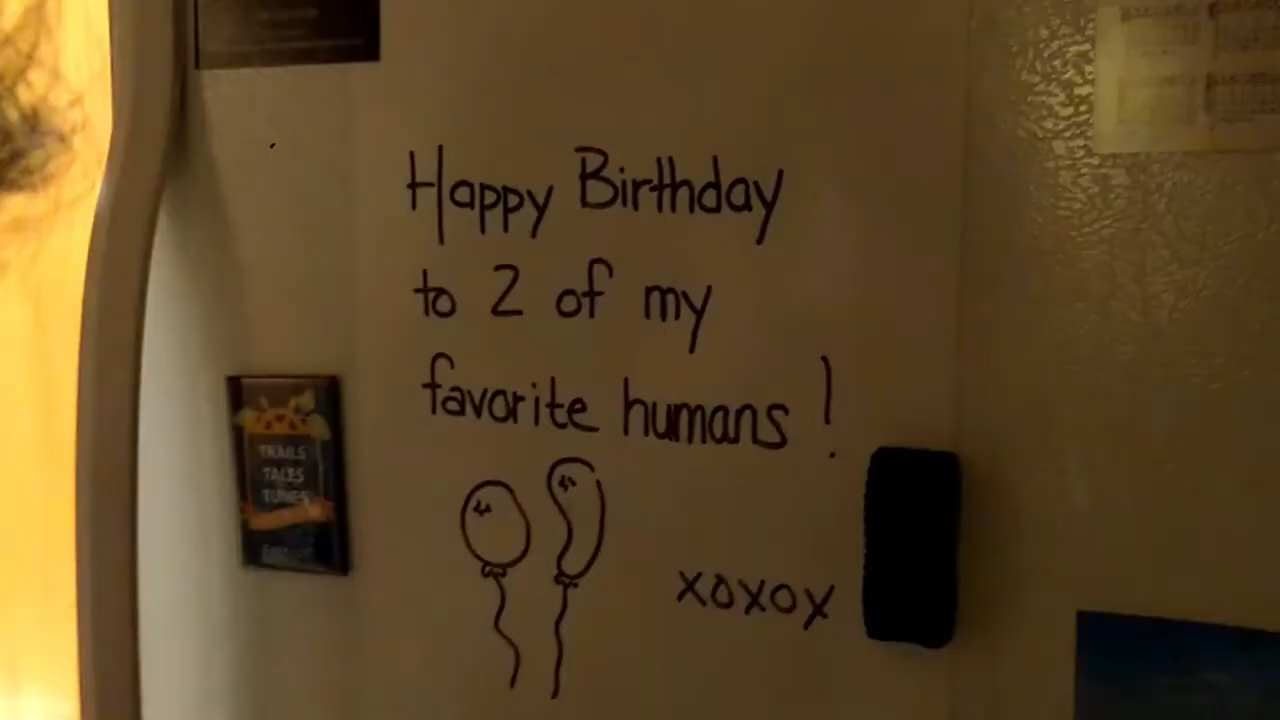 Happy Birthday
to 2 of my
favorite humans!
xoxox
TRAILS
TALES
TUNES